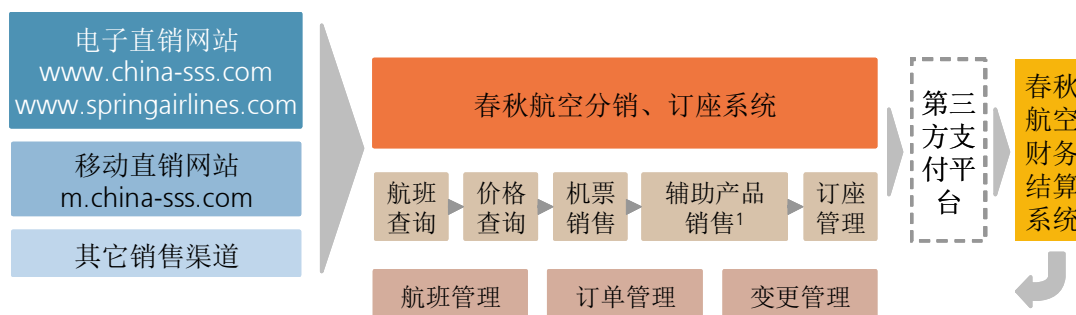 电子直销网站
www.china-sss.com
www.springairlines.com
移动直销网站
m.china-sss.com
其它销售渠道
春秋航空分销、订座系统
航班
查询
价格
查询
机票
销售
辅助产品
销售¹
订座
管理
航班管理
订单管理
变更管理
第三
方支
付平
台
春秋
航空
财务
结算
系统